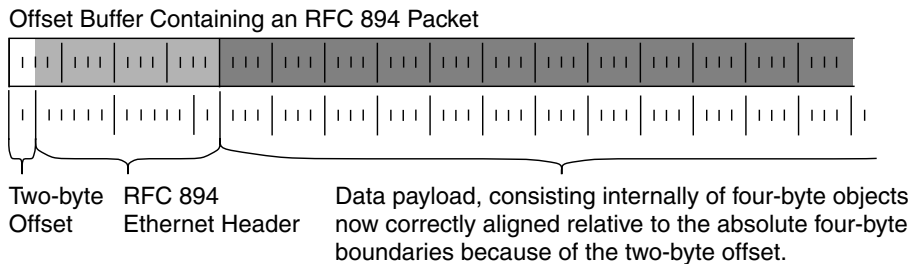 Offset Buffer Containing an RFC 894 Packet
Two-byte
Offset
RFC 894
Ethernet Header
Data payload, consisting internally of four-byte objects
now correctly aligned relative to the absolute four-byte
boundaries because of the two-byte offset.